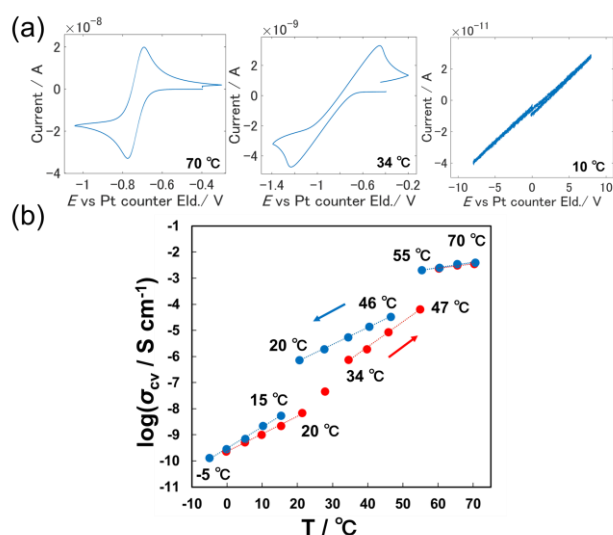 (a)
×10⁻⁸
2
0
−2
−4
Current / A
−1 −0.8 −0.6 −0.4
E vs Pt counter Eld./ V
70 ℃
×10⁻⁹
2
0
−2
−4
Current / A
−1.4 −1 −0.6 −0.2
E vs Pt counter Eld./ V
34 ℃
×10⁻¹¹
2
0
−2
−4
Current / A
−10 −5 0 5 10
E vs Pt counter Eld./ V
10 ℃
(b)
log(σcv / S cm⁻¹)
-1
-2
-3
-4
-5
-6
-7
-8
-9
-10
-11
55 ℃
70 ℃
46 ℃
47 ℃
20 ℃
34 ℃
15 ℃
20 ℃
-5 ℃
-10 0 10 20 30 40 50 60 70 80
T / ℃